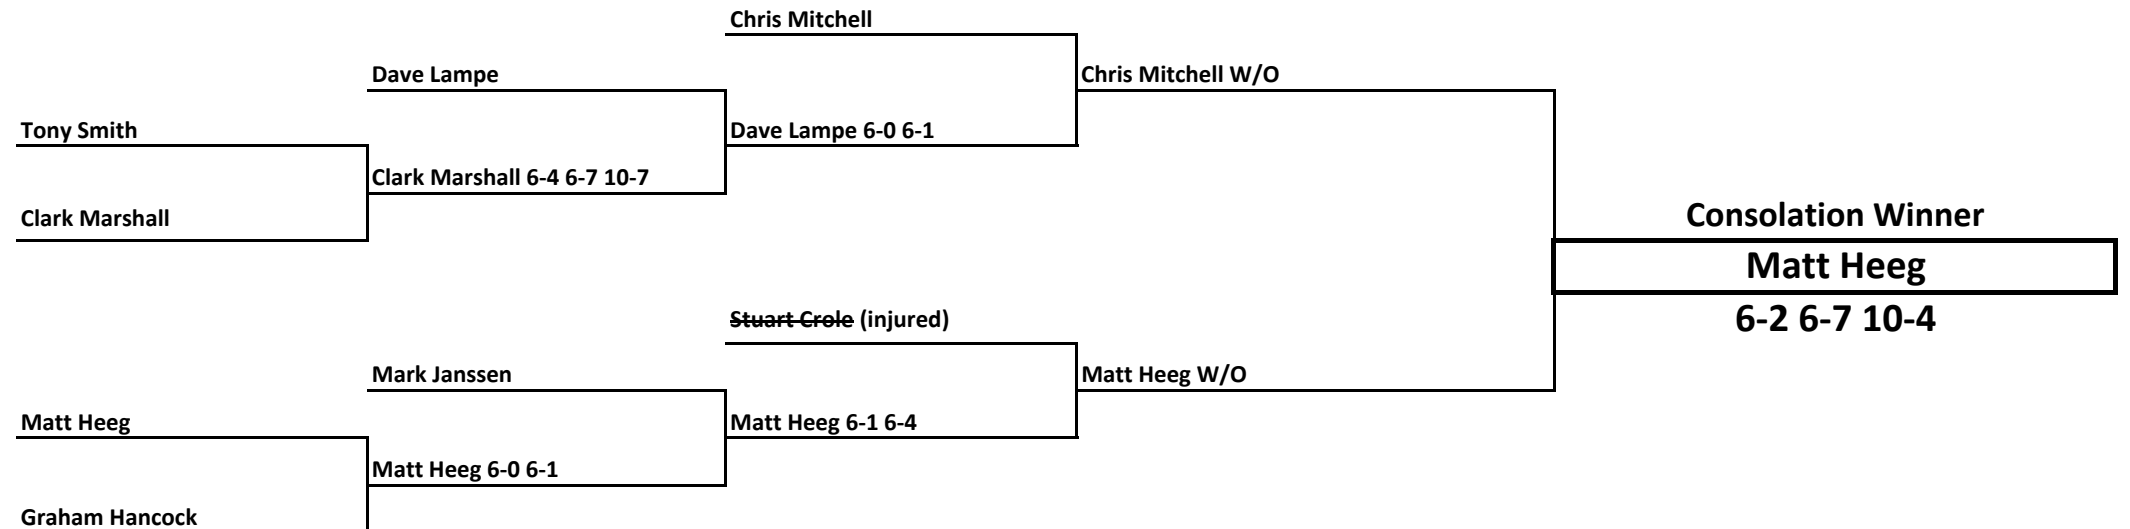 Chris Mitchell
Dave Lampe
Chris Mitchell W/O
Tony Smith
Dave Lampe 6-0 6-1
Clark Marshall 6-4 6-7 10-7
Clark Marshall
Consolation Winner
Matt Heeg
6-2 6-7 10-4
Stuart Crole (injured)
Mark Janssen
Matt Heeg W/O
Matt Heeg
Matt Heeg 6-1 6-4
Matt Heeg 6-0 6-1
Graham Hancock